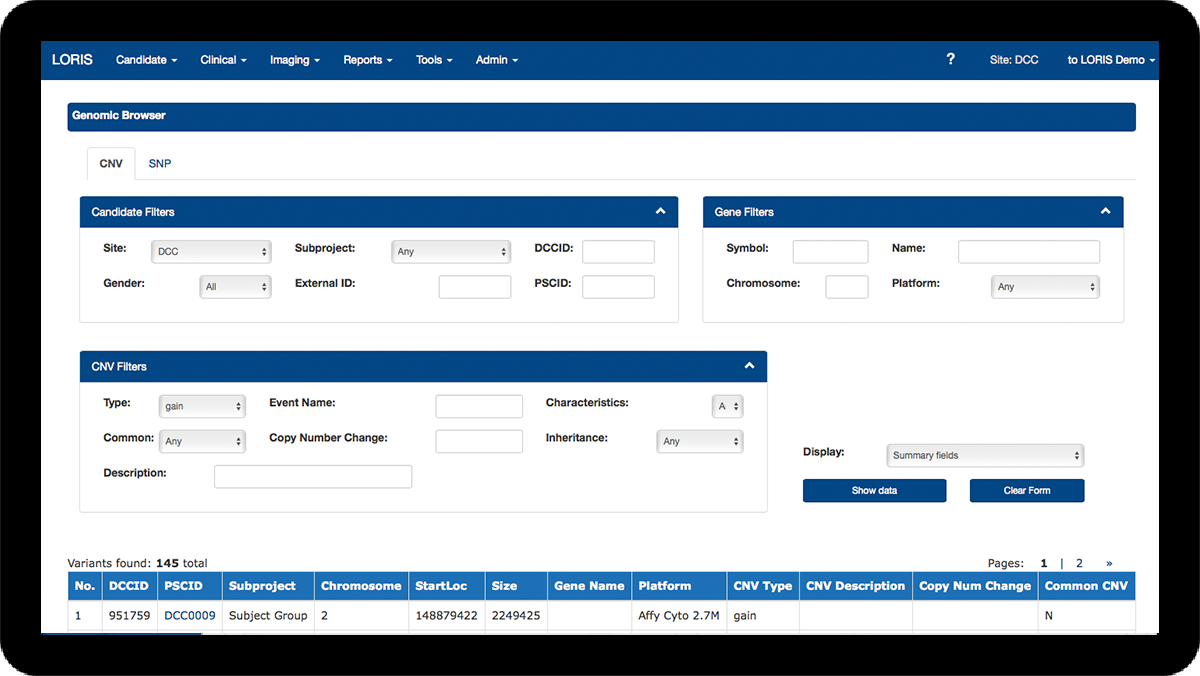 LORIS Candidate Clinical Imaging Reports Tools Admin ? Site: DCC to LORIS Demo
Genomic Browser
CNV SNP
Candidate Filters
Site: DCC Subproject: Any DCCID:
Gender: All External ID: PSCID:
Gene Filters
Symbol: Name:
Chromosome: Platform: Any
CNV Filters
Type: gain Event Name: Characteristics: A
Common: Any Copy Number Change: Inheritance: Any
Description:
Display: Summary fields
Show data Clear Form
Variants found: 145 total Pages: 1 | 2 »
No. DCCID PSCID Subproject Chromosome StartLoc Size Gene Name Platform CNV Type CNV Description Copy Num Change Common CNV
1 951759 DCC0009 Subject Group 2 148879422 2249425 Affy Cyto 2.7M gain N